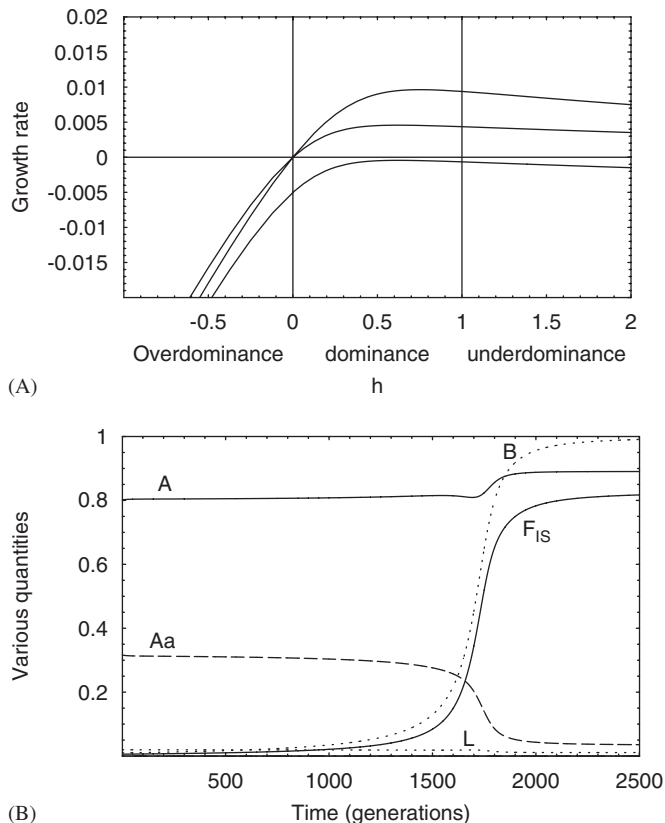 0.02
0.015
0.01
0.005
0
-0.005
-0.01
-0.015
Growth rate
-0.5 0 0.5 1 1.5 2
Overdominance dominance underdominance
(A) h
1
0.8
0.6
0.4
0.2
Various quantities
A
B
F_IS
Aa
L
500 1000 1500 2000 2500
(B) Time (generations)